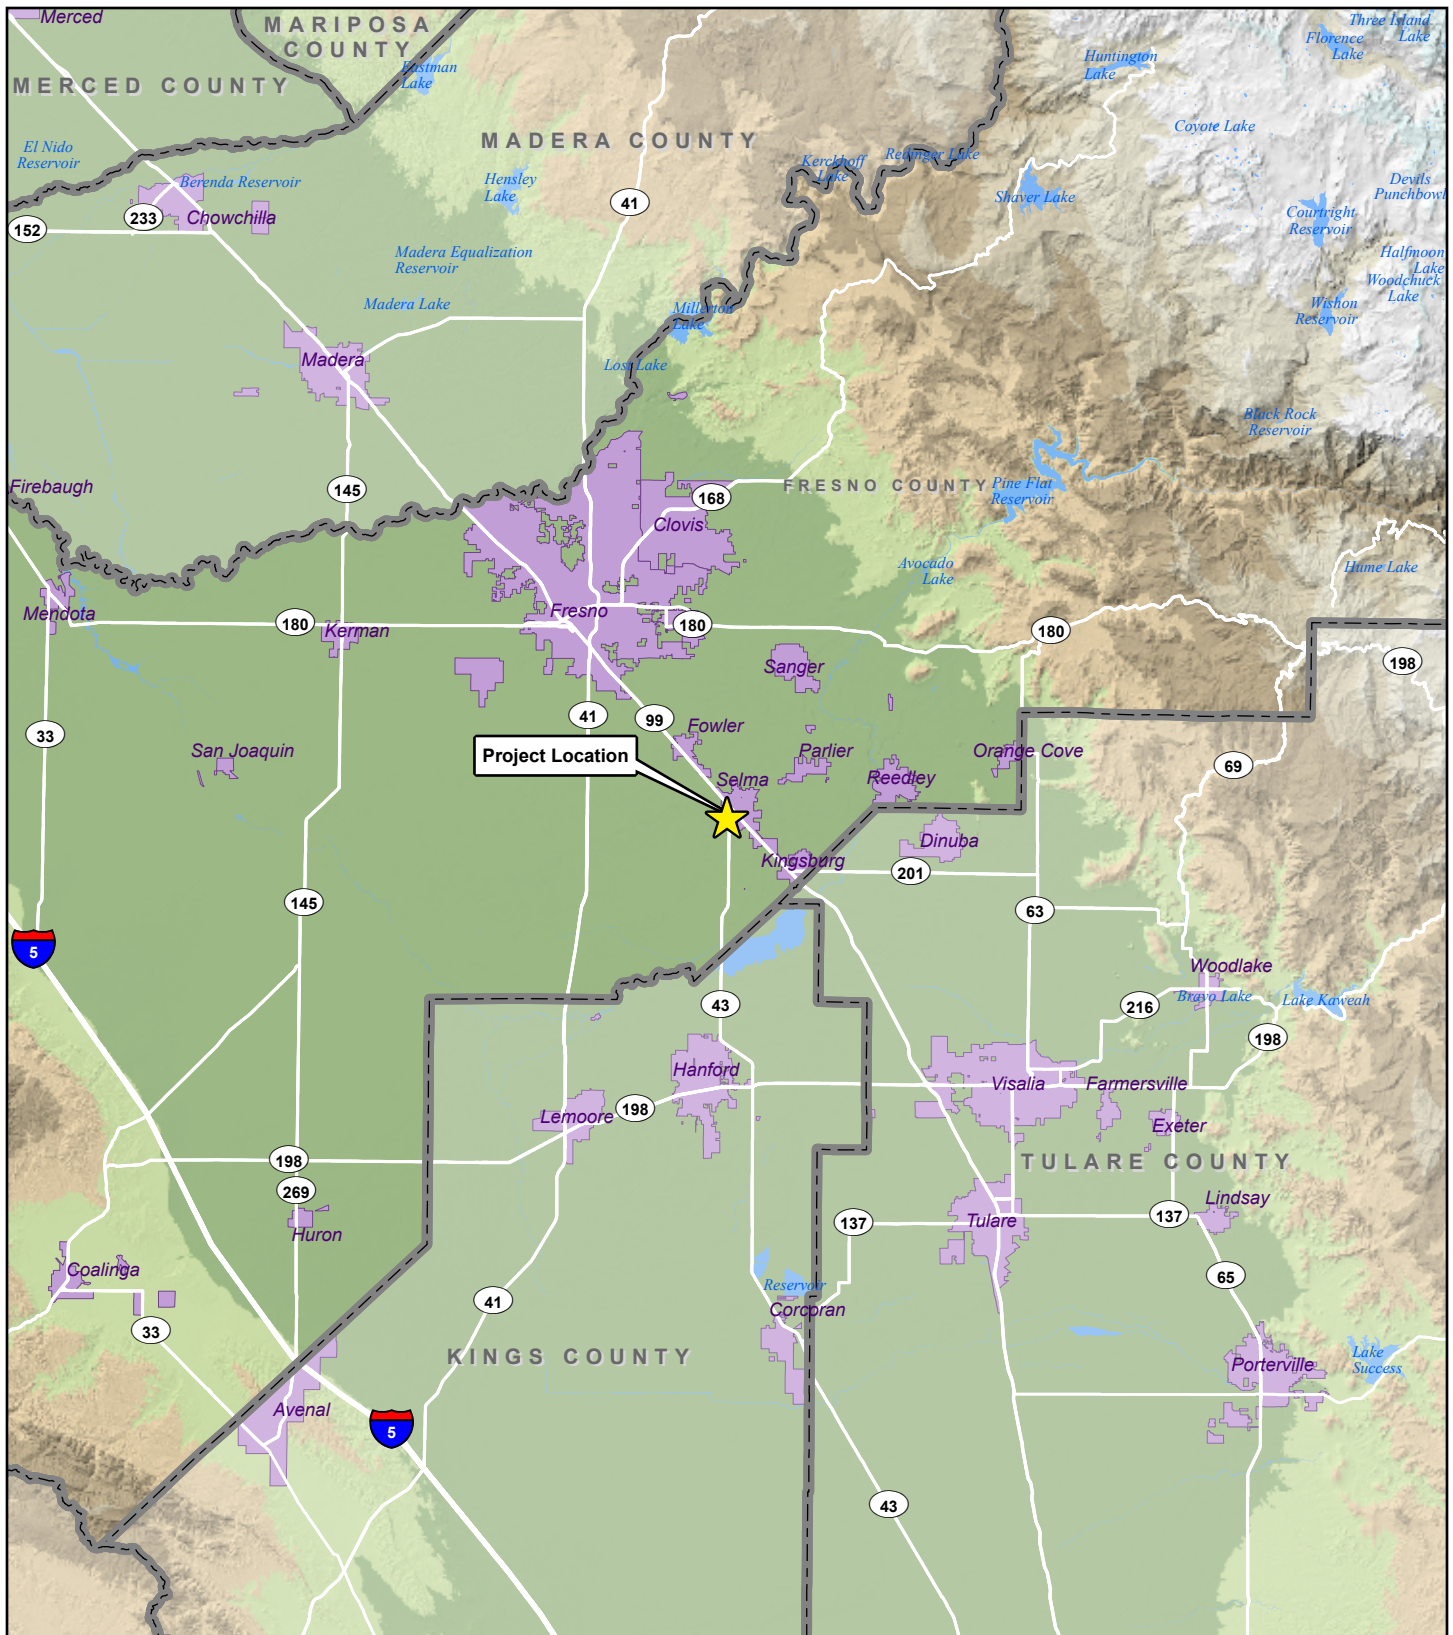 Merced
MARIPOSA
COUNTY
Three Island
Lake
Florence
Lake
Huntington
Lake
Eastman
Lake
MERCED COUNTY
Coyote Lake
MADERA COUNTY
El Nido
Reservoir
Kerckhoff
Lake
Redinger Lake
Berenda Reservoir
Hensley
Lake
Devils
Punchbowl
Shaver Lake
41
233
Chowchilla
152
Courtright
Reservoir
Madera Equalization
Reservoir
Halfmoon
Lake
Woodchuck
Lake
Madera Lake
Millerton
Lake
Wishon
Reservoir
Madera
Lost Lake
Black Rock
Reservoir
Firebaugh
145
FRESNO COUNTY
Pine Flat
Reservoir
168
Clovis
Avocado
Lake
Hume Lake
Mendota
180
Kerman
Fresno
180
180
198
Sanger
41
99
33
Fowler
San Joaquin
Project Location
Parlier
Orange Cove
69
Selma
Reedley
Dinuba
Kingsburg
201
145
63
5
Woodlake
Bravo Lake
Lake Kaweah
43
216
198
Hanford
Visalia
Farmersville
Lemoore
198
Exeter
198
TULARE COUNTY
269
Lindsay
Huron
137
Tulare
137
Coalinga
65
Reservoir
41
Corcoran
33
KINGS COUNTY
Lake
Success
Porterville
Avenal
5
43